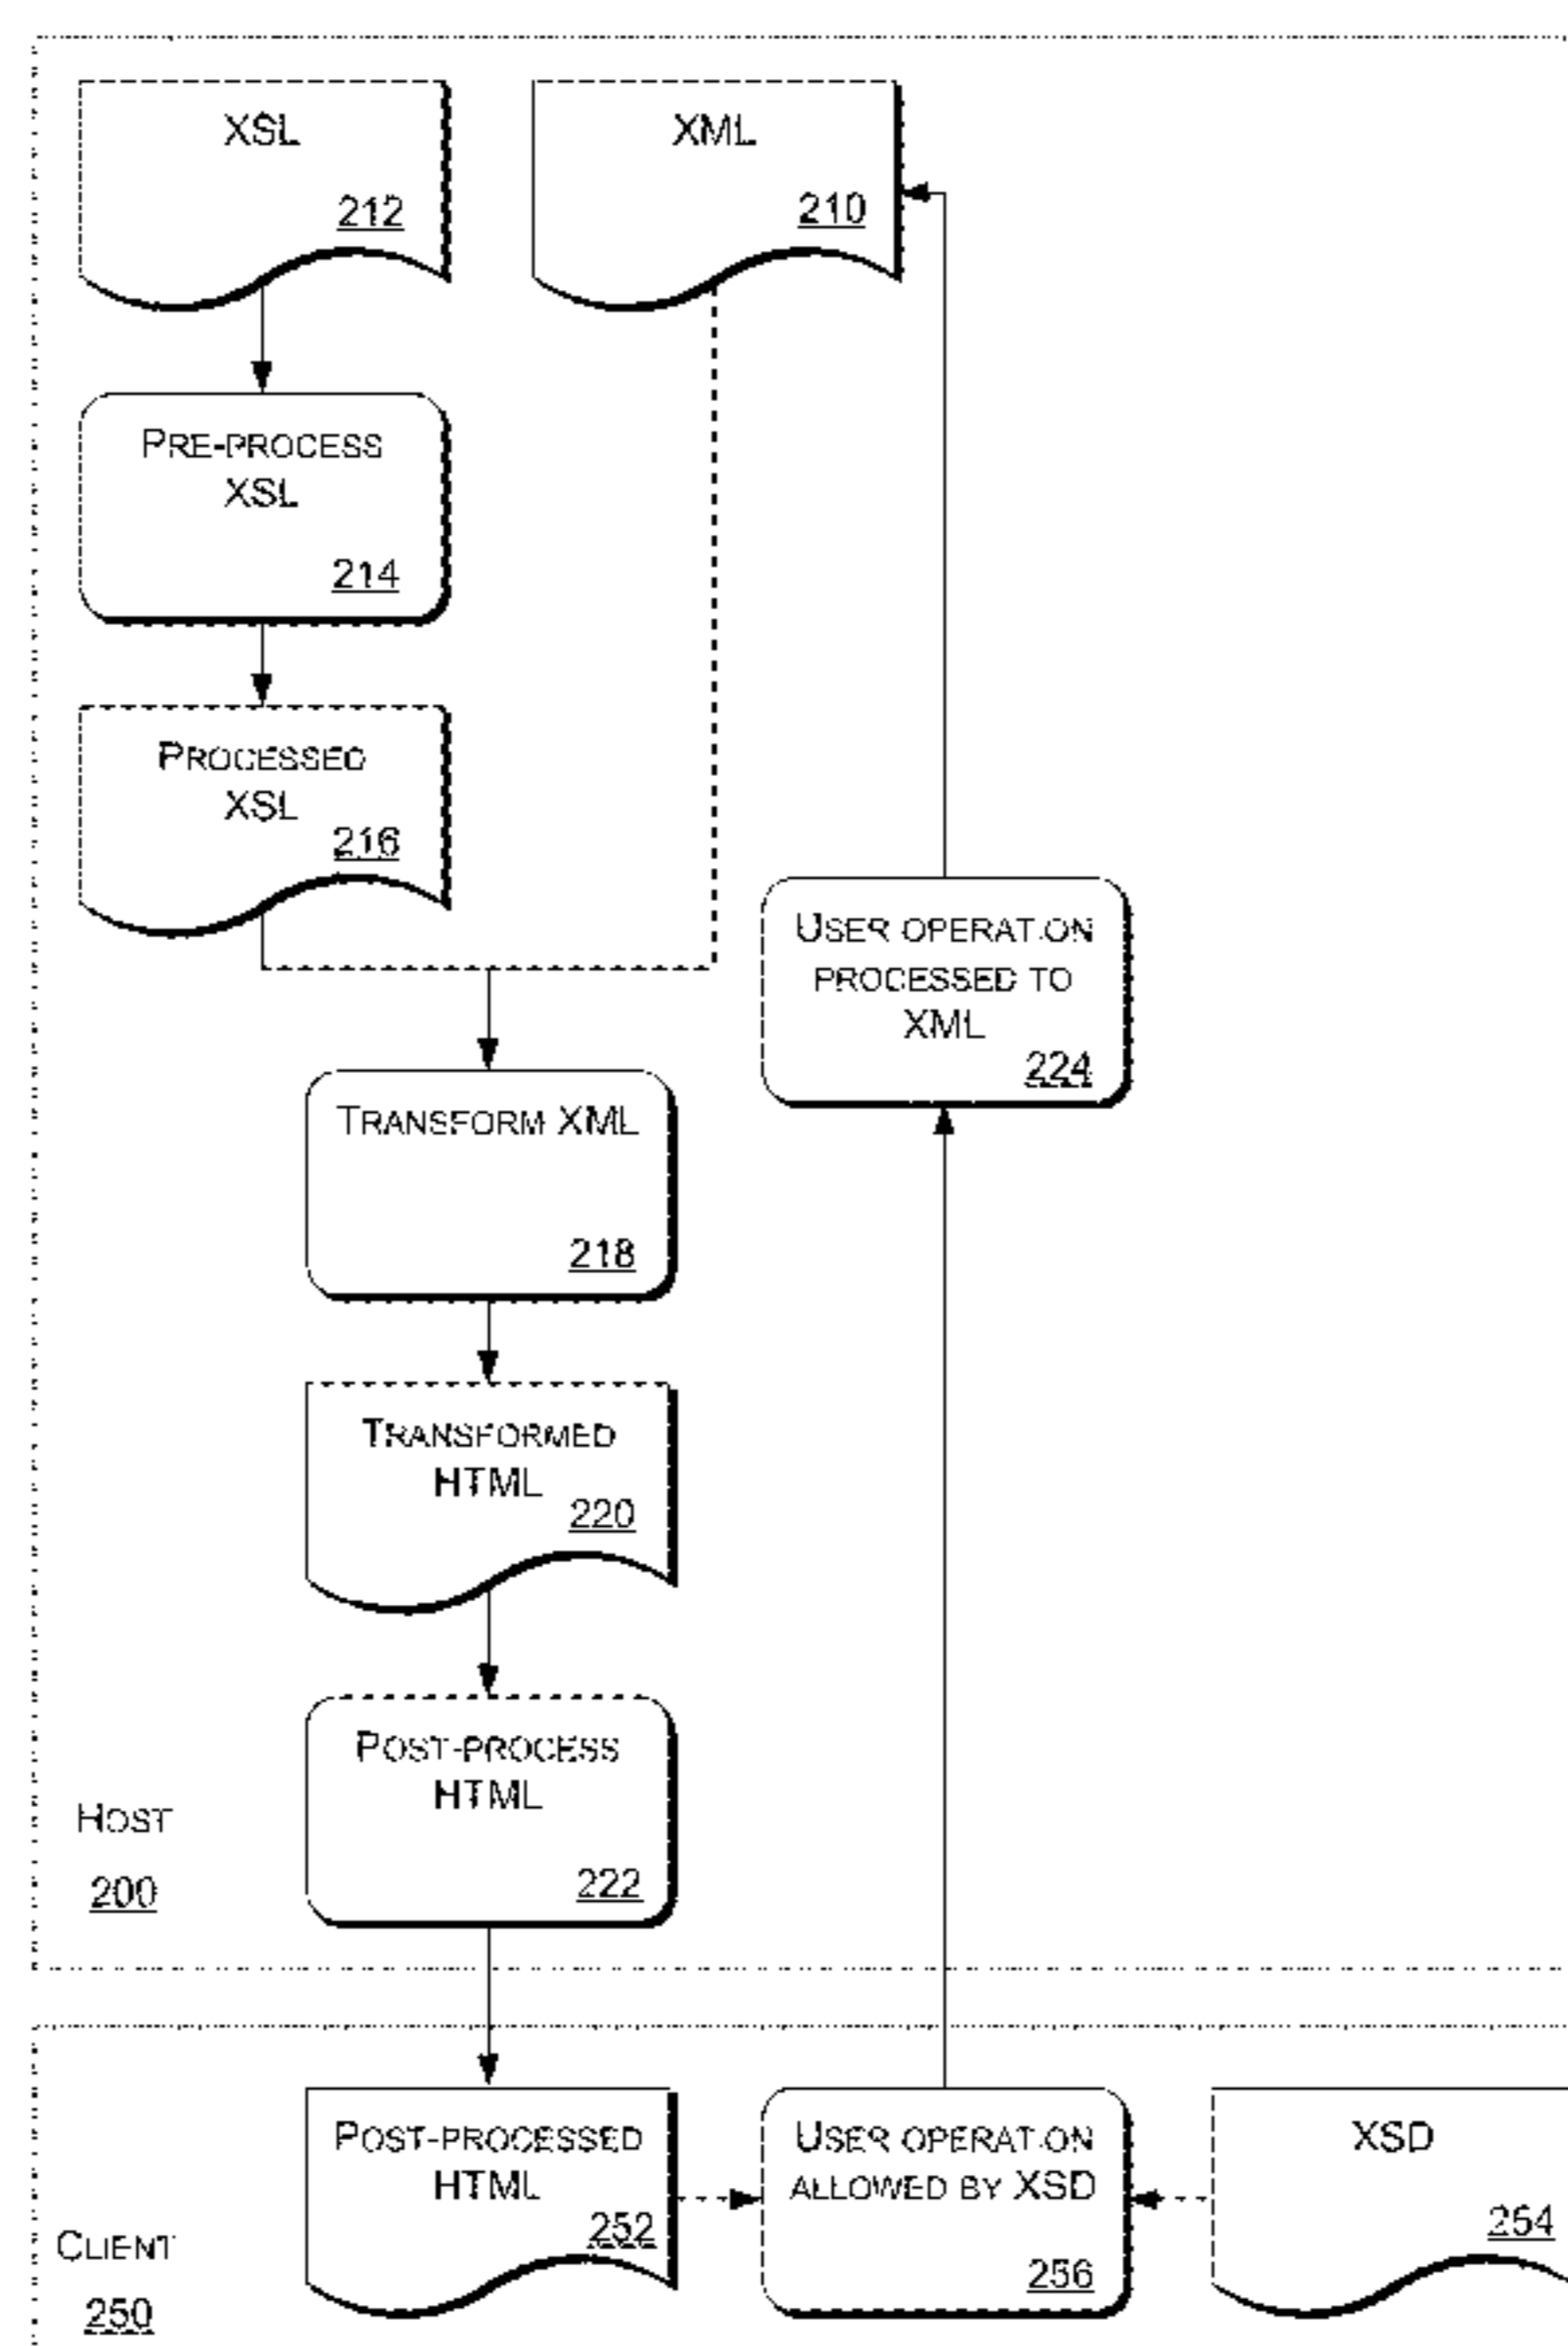 XSL
212
XML
210
PRE-PROCESS
XSL
214
PROCESSED
XSL
216
USER OPERATION
PROCESSED TO
XML
224
TRANSFORM XML
218
TRANSFORMED
HTML
220
POST-PROCESS
HTML
222
HOST
200
POST-PROCESSED
HTML
252
USER OPERATION
ALLOWED BY XSD
256
XSD
254
CLIENT
250